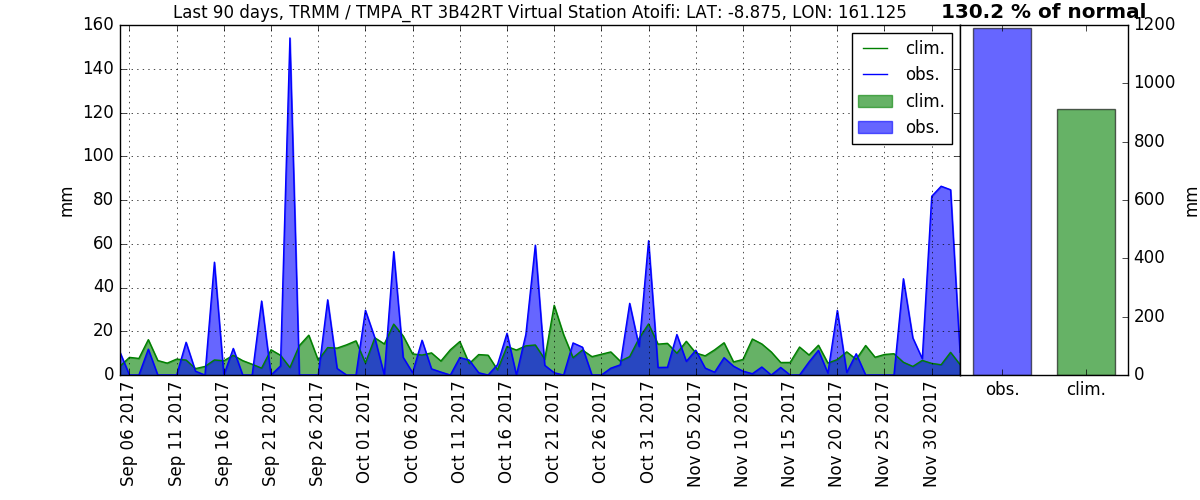 Last 90 days, TRMM / TMPA_RT 3B42RT Virtual Station Atoifi: LAT: -8.875, LON: 161.125
130.2 % of normal
160
140
120
100
80
60
40
20
0
mm
clim.
obs.
clim.
obs.
1200
1000
800
600
400
200
0
mm
obs.
clim.
Sep 06 2017
Sep 11 2017
Sep 16 2017
Sep 21 2017
Sep 26 2017
Oct 01 2017
Oct 06 2017
Oct 11 2017
Oct 16 2017
Oct 21 2017
Oct 26 2017
Oct 31 2017
Nov 05 2017
Nov 10 2017
Nov 15 2017
Nov 20 2017
Nov 25 2017
Nov 30 2017